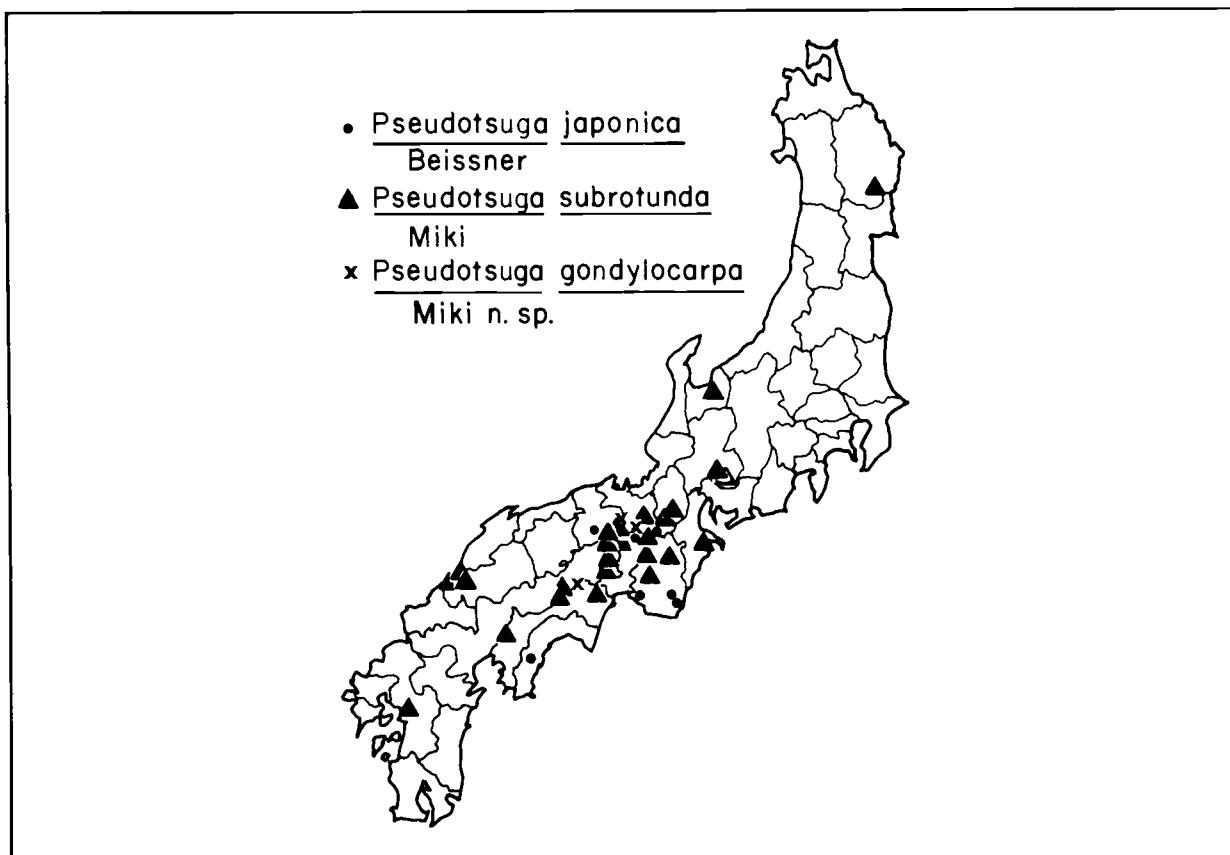 Pseudotsuga japonica
Beissner
Pseudotsuga subrotunda
Miki
x Pseudotsuga gondylocarpa
Miki n. sp.